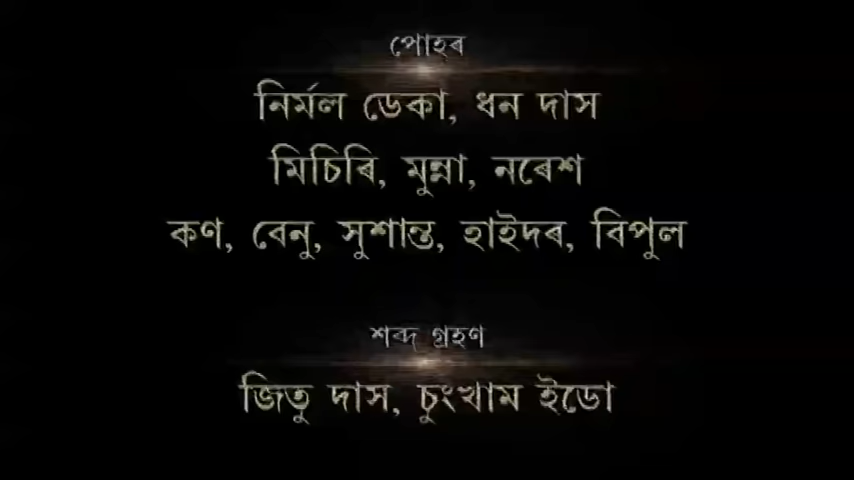 পোহৰ
নিৰ্মল ডেকা, ধন দাস
মিচিৰি, মুন্না, নৰেশ
কণ, বেনু, সুশান্ত, হাইদৰ, বিপুল
শব্দ গ্ৰহণ
জিতু দাস, চুংখাম ইডো